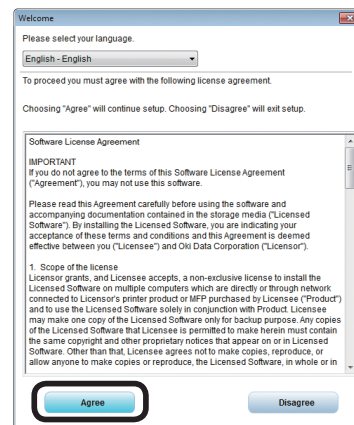 Welcome
Please select your language.
English - English
To proceed you must agree with the following license agreement.
Choosing "Agree" will continue setup. Choosing "Disagree" will exit setup.
Software License Agreement
IMPORTANT
If you do not agree to the terms of this Software License Agreement
("Agreement"), you may not use this software.
Please read this Agreement carefully before using the software and
accompanying documentation contained in the storage media ("Licensed
Software"). By installing the Licensed Software, you are indicating your
acceptance of these terms and conditions and this Agreement is deemed
effective between you ("Licensee") and Oki Data Corporation ("Licensor").
1. Scope of the license
Licensor grants, and Licensee accepts, a non-exclusive license to install the
Licensed Software on multiple computers which are directly or through network
connected to Licensor's printer product or MFP purchased by Licensee ("Product")
and to use the Licensed Software solely in conjunction with Product. Licensee
may make one copy of the Licensed Software only for backup purpose. Any copies
of the Licensed Software that Licensee is permitted to make herein must contain
the same copyright and other proprietary notices that appear on or in Licensed
Software. Other than that, Licensee agrees not to make copies, reproduce, or
allow anyone to make copies or reproduce, the Licensed Software, in whole or in
Agree
Disagree